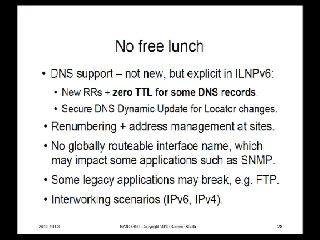 No free lunch
• DNS support – not new, but explicit in ILNPv6:
• New RRs + zero TTL for some DNS records.
• Secure DNS Dynamic Update for Locator changes.
• Renumbering + address management at sites.
• No globally routeable interface name, which
may impact some applications such as SNMP.
• Some legacy applications may break, e.g. FTP.
• Interworking scenarios (IPv6, IPv4).